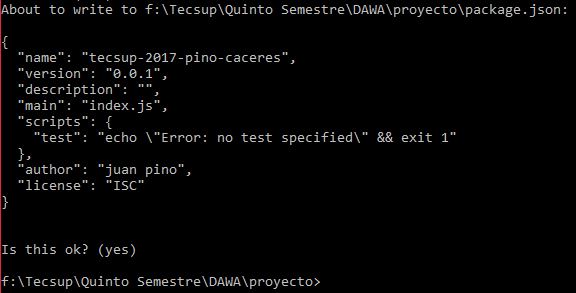 About to write to f:\Tecsup\Quinto Semestre\DAWA\proyecto\package.json:
{
  "name": "tecsup-2017-pino-caceres",
  "version": "0.0.1",
  "description": "",
  "main": "index.js",
  "scripts": {
    "test": "echo \"Error: no test specified\" && exit 1"
  },
  "author": "juan pino",
  "license": "ISC"
}
Is this ok? (yes)
f:\Tecsup\Quinto Semestre\DAWA\proyecto>